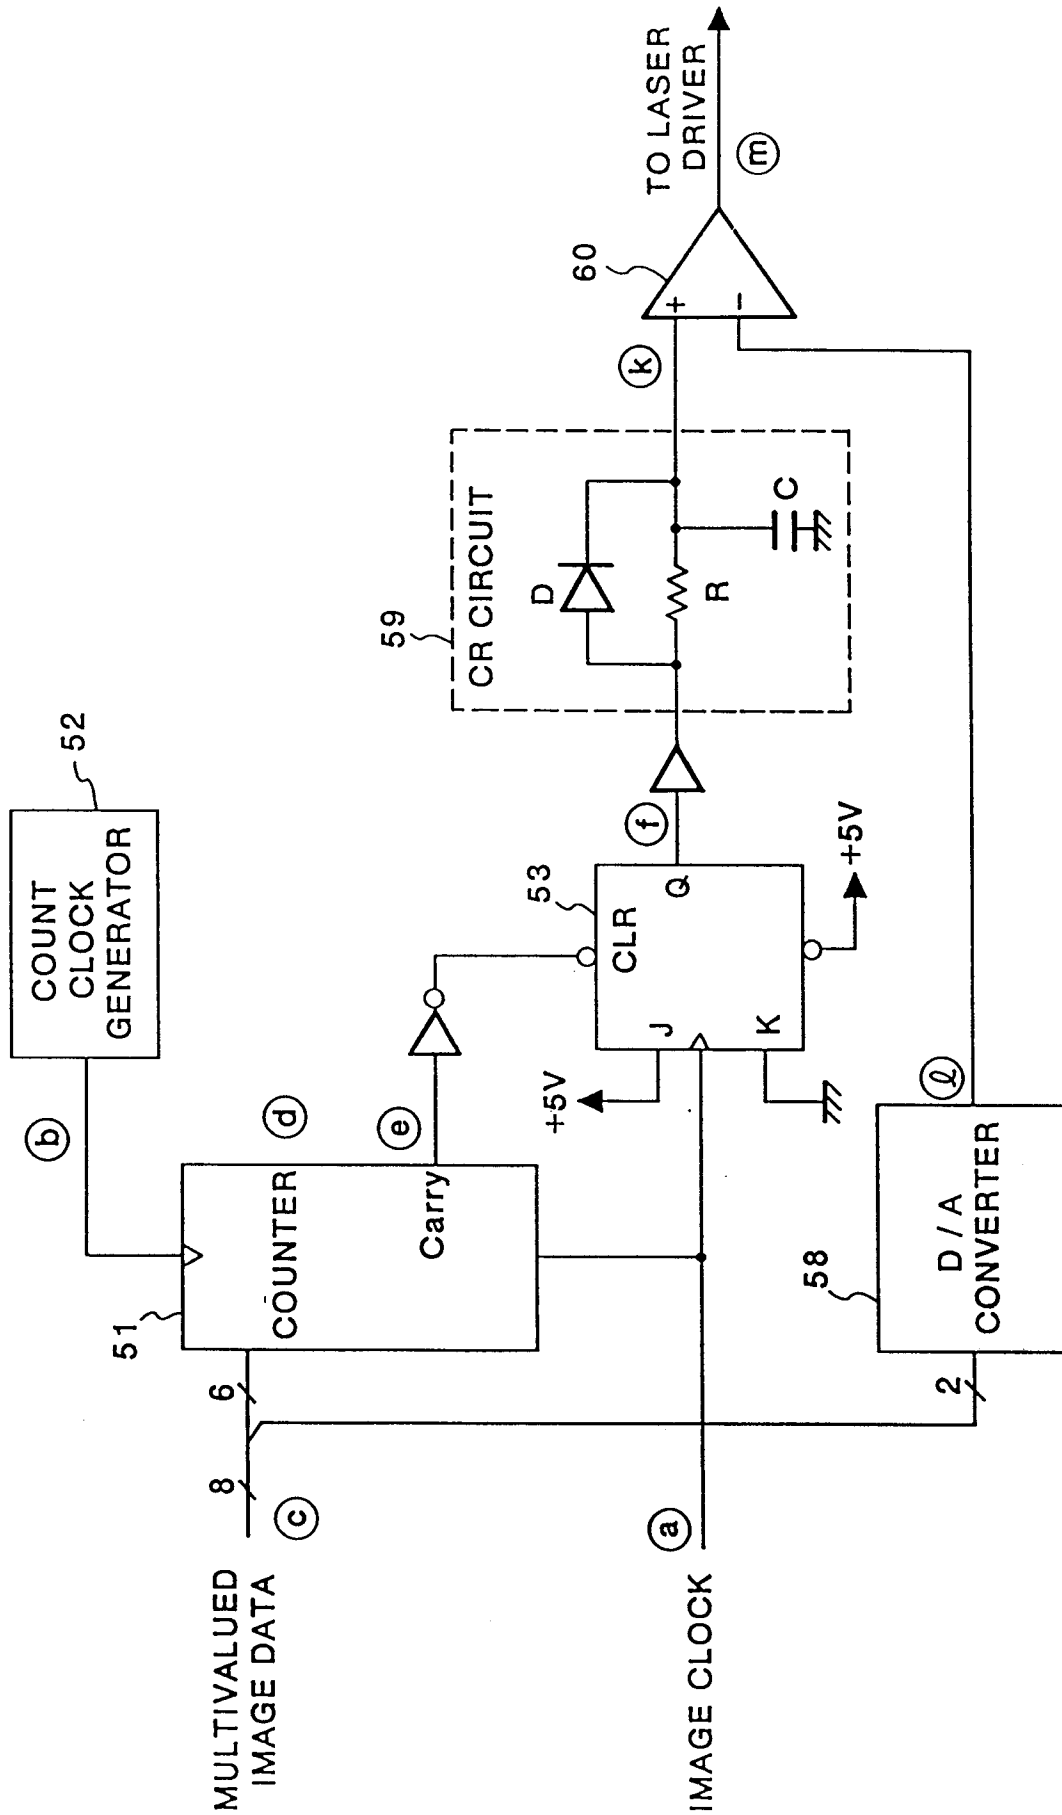 COUNT
CLOCK
GENERATOR
52
b
51
COUNTER
d
Carry
e
MULTIVALUED
IMAGE DATA
8
6
c
IMAGE CLOCK
a
+5V
J
K
CLR
Q
53
+5V
f
59
CR CIRCUIT
D
R
C
k
60
+
−
TO LASER
DRIVER
m
58
D/A
CONVERTER
2
ℓ